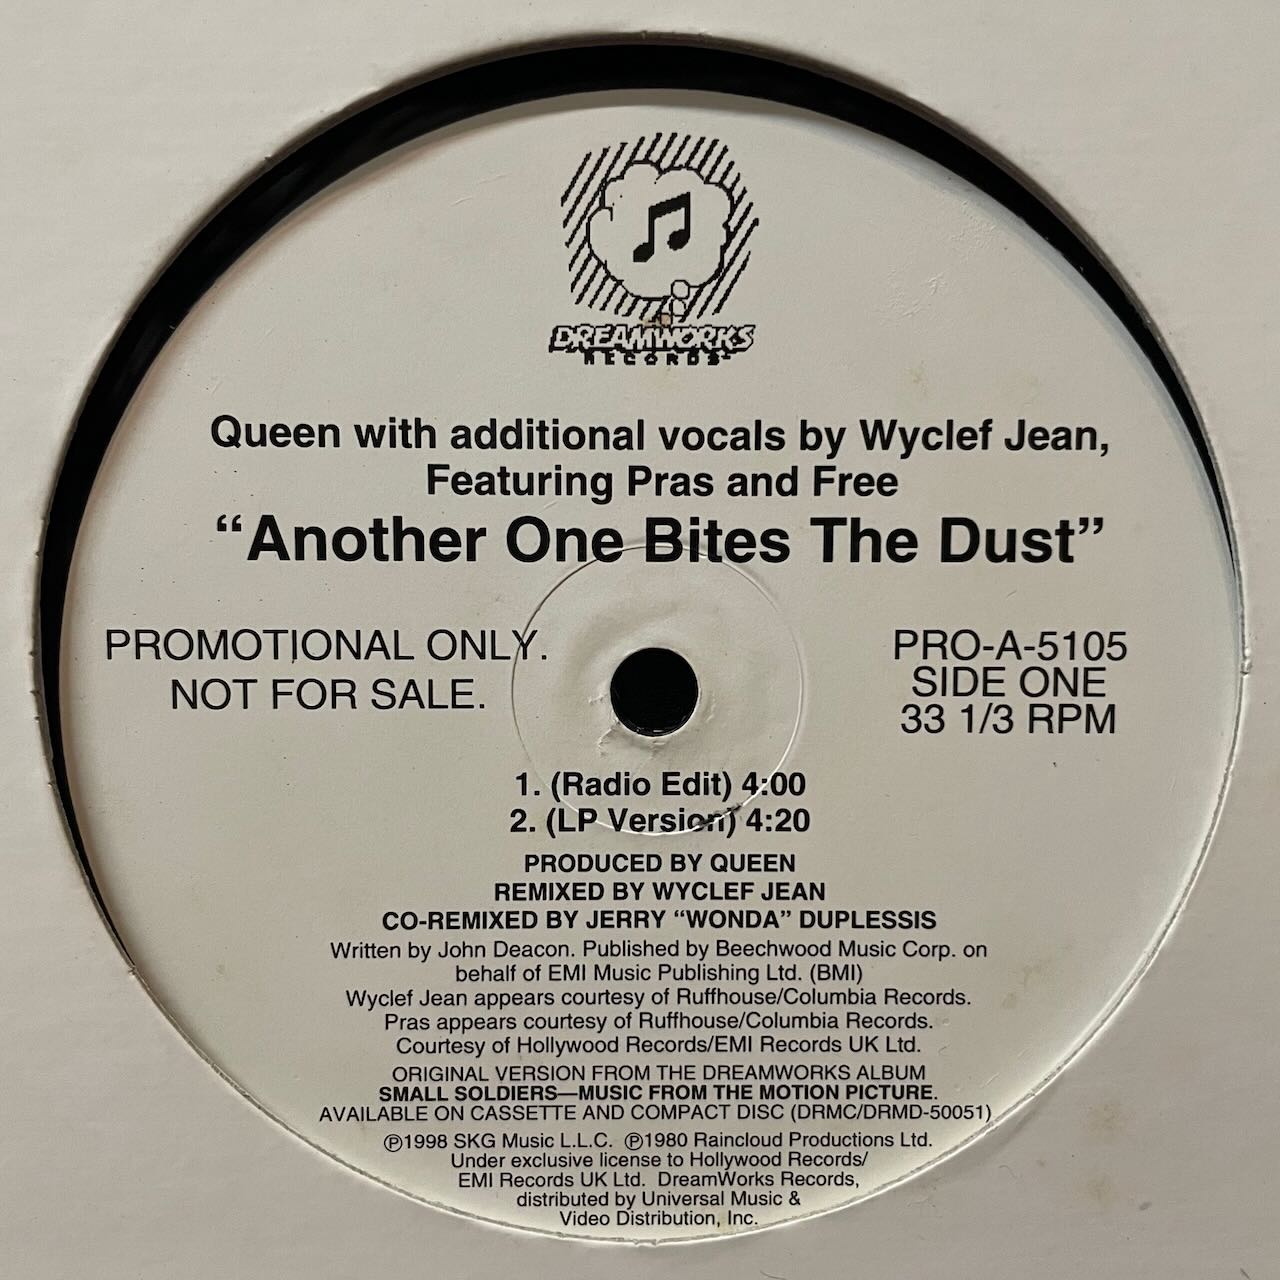 DREAMWORKS
RECORDS
Queen with additional vocals by Wyclef Jean,
Featuring Pras and Free
“Another One Bites The Dust”
PROMOTIONAL ONLY.
NOT FOR SALE.
PRO-A-5105
SIDE ONE
33 1/3 RPM
1. (Radio Edit) 4:00
2. (LP Version) 4:20
PRODUCED BY QUEEN
REMIXED BY WYCLEF JEAN
CO-REMIXED BY JERRY “WONDA” DUPLESSIS
Written by John Deacon. Published by Beechwood Music Corp. on
behalf of EMI Music Publishing Ltd. (BMI)
Wyclef Jean appears courtesy of Ruffhouse/Columbia Records.
Pras appears courtesy of Ruffhouse/Columbia Records.
Courtesy of Hollywood Records/EMI Records UK Ltd.
ORIGINAL VERSION FROM THE DREAMWORKS ALBUM
SMALL SOLDIERS—MUSIC FROM THE MOTION PICTURE.
AVAILABLE ON CASSETTE AND COMPACT DISC (DRMC/DRMD-50051)
℗1998 SKG Music L.L.C. ℗1980 Raincloud Productions Ltd.
Under exclusive license to Hollywood Records/
EMI Records UK Ltd. DreamWorks Records,
distributed by Universal Music &
Video Distribution, Inc.